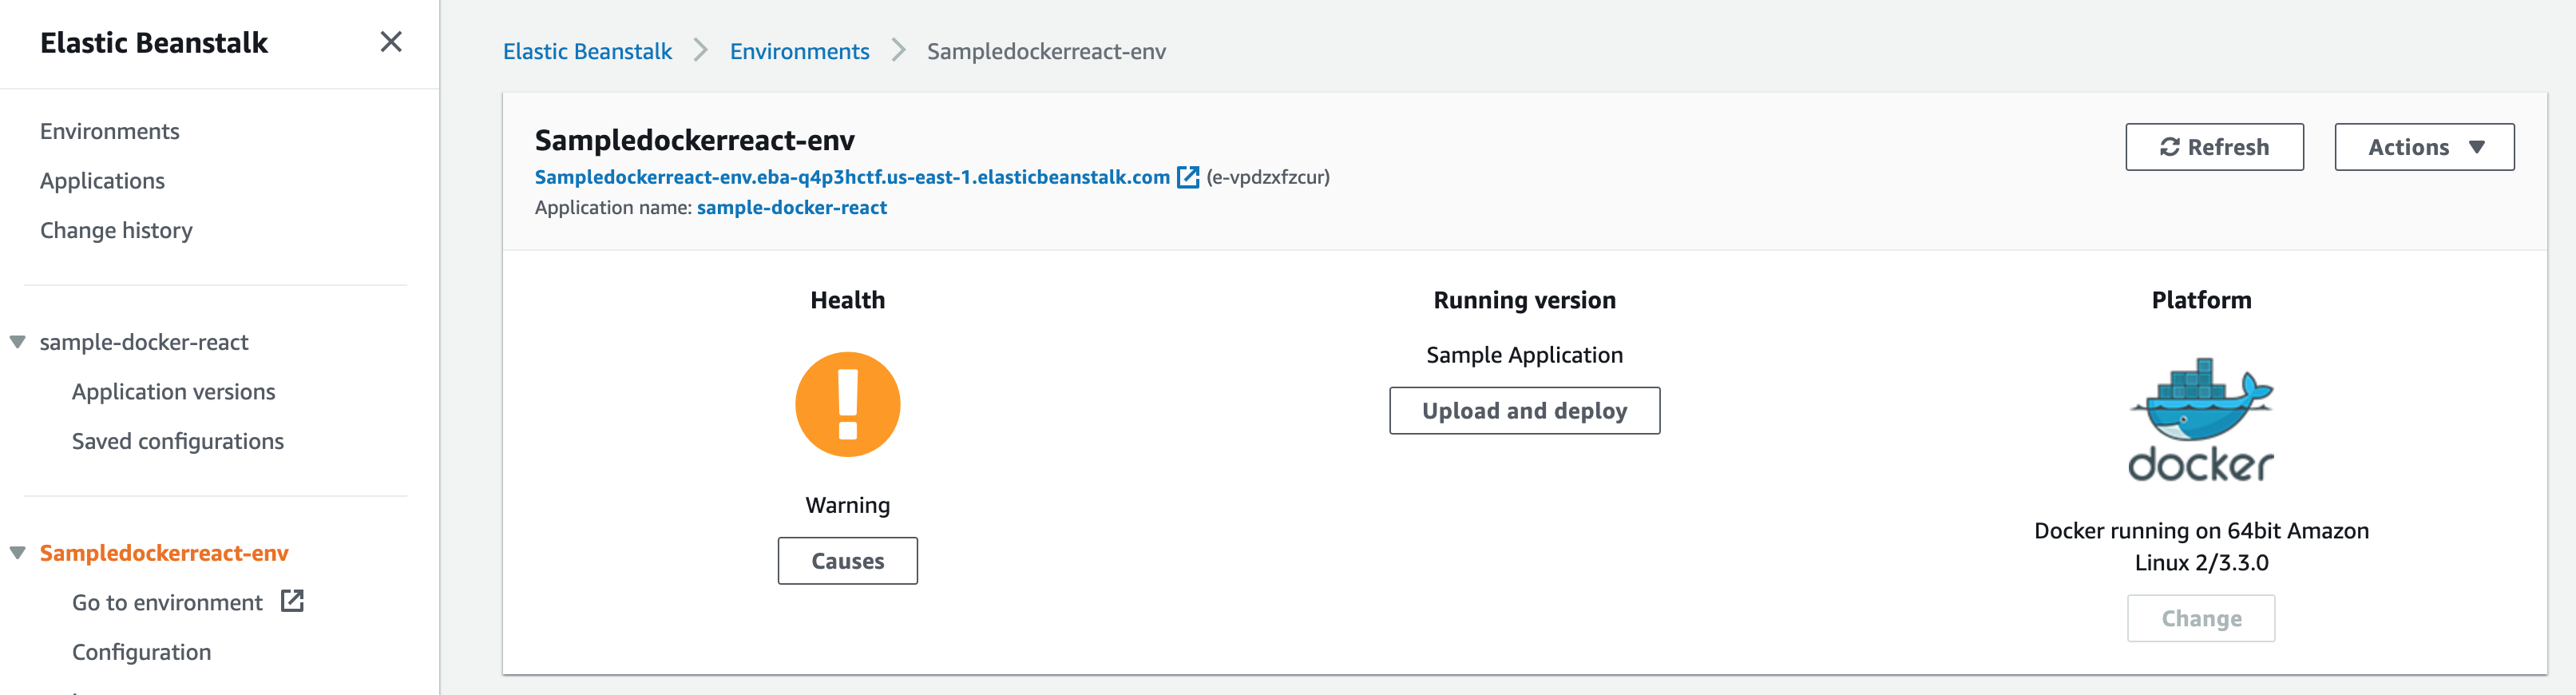 Elastic Beanstalk
Environments
Applications
Change history
sample-docker-react
Application versions
Saved configurations
Sampledockerreact-env
Go to environment
Configuration
Elastic Beanstalk
Environments
Sampledockerreact-env
Sampledockerreact-env
Sampledockerreact-env.eba-q4p3hctf.us-east-1.elasticbeanstalk.com (e-vpdzxfzcur)
Application name: sample-docker-react
Refresh
Actions
Health
Warning
Causes
Running version
Sample Application
Upload and deploy
Platform
docker
Docker running on 64bit Amazon
Linux 2/3.3.0
Change